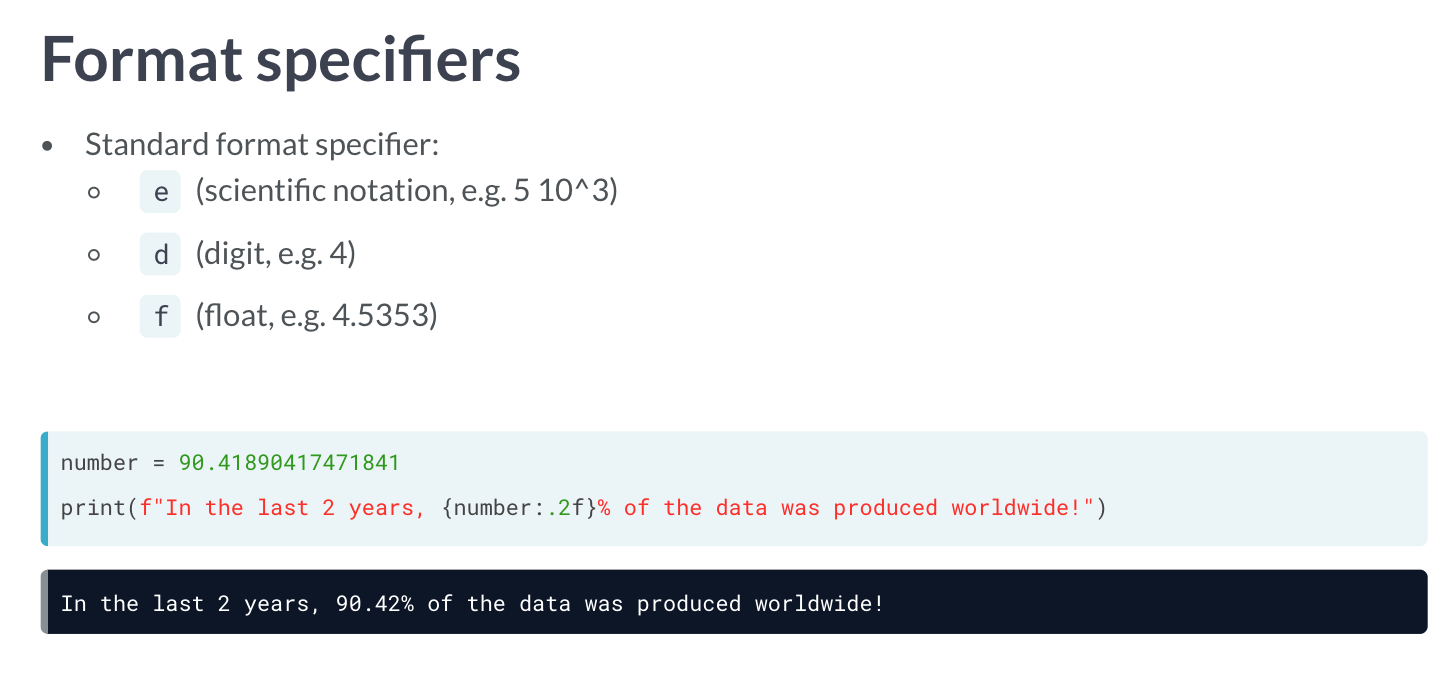 Format specifiers
• Standard format specifier:
○ e (scientific notation, e.g. 5 10^3)
○ d (digit, e.g. 4)
○ f (float, e.g. 4.5353)
number = 90.41890417471841
print(f"In the last 2 years, {number:.2f}% of the data was produced worldwide!")
In the last 2 years, 90.42% of the data was produced worldwide!